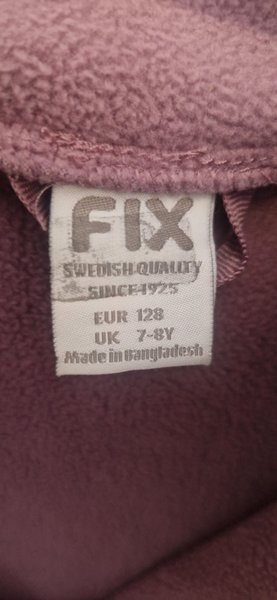 FIX
SWEDISH QUALITY
SINCE 1925
EUR 128
UK 7-8Y
Made in Bangladesh